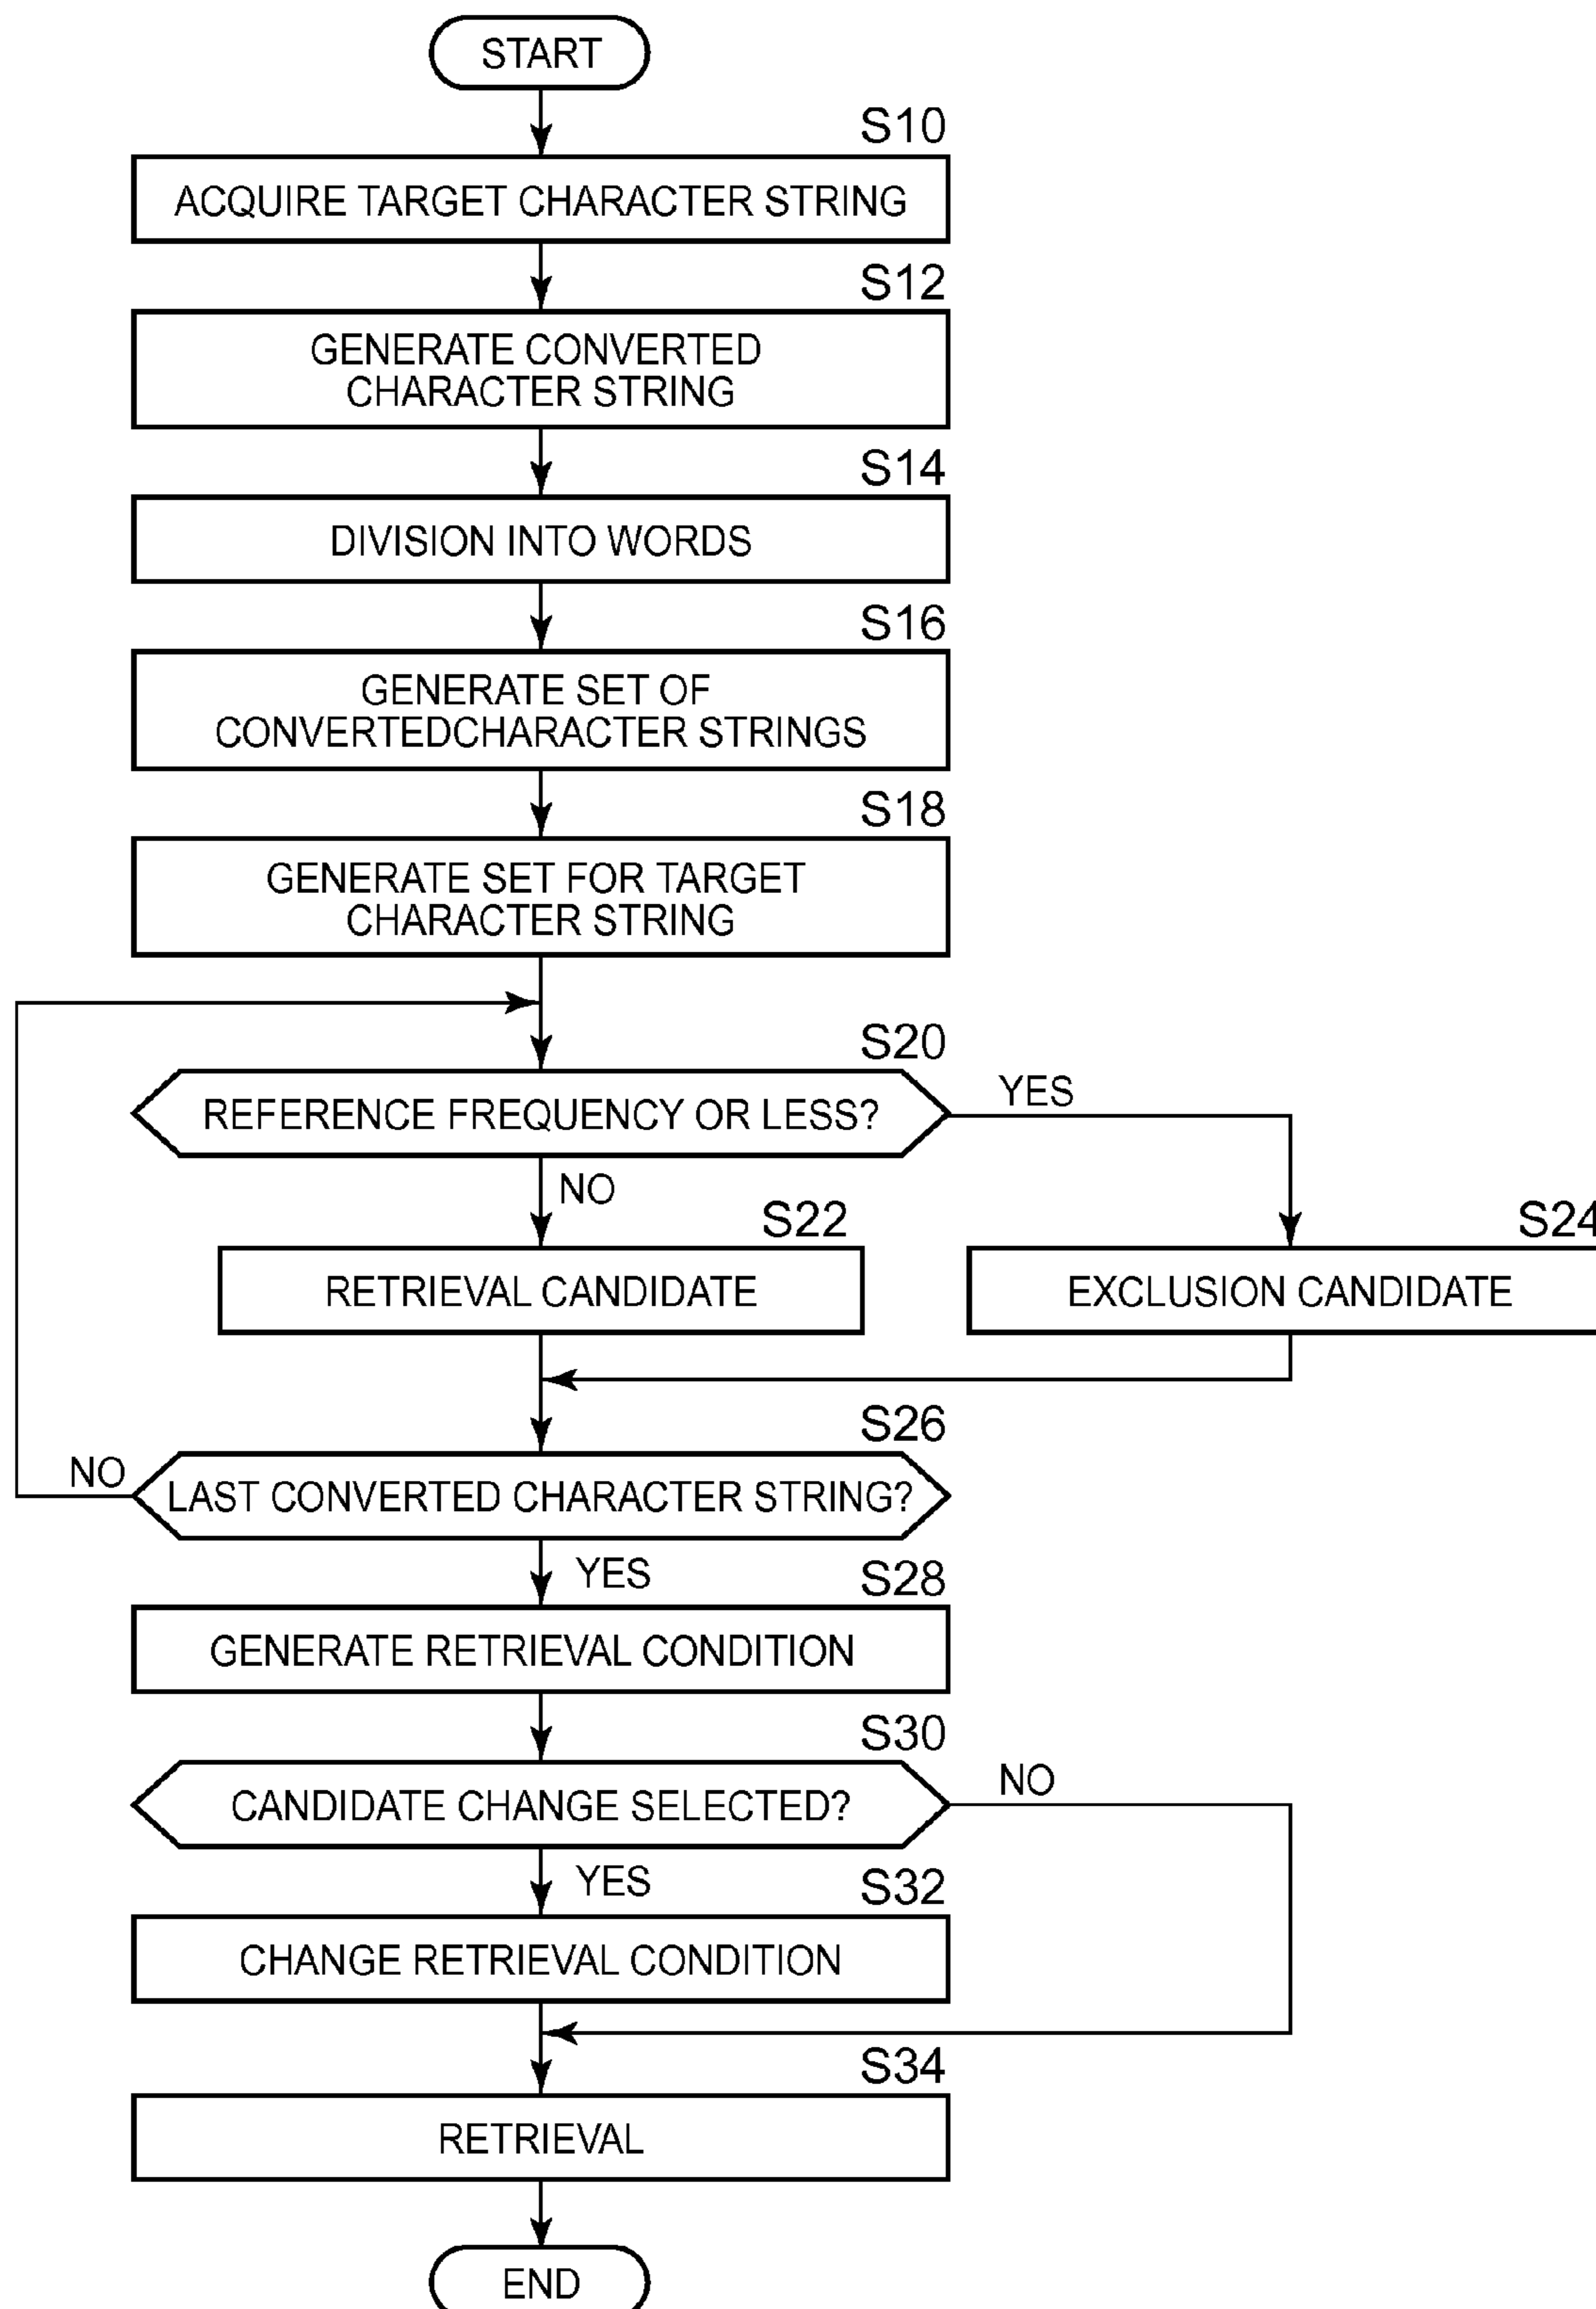 START
S10
ACQUIRE TARGET CHARACTER STRING
S12
GENERATE CONVERTED
CHARACTER STRING
S14
DIVISION INTO WORDS
S16
GENERATE SET OF
CONVERTEDCHARACTER STRINGS
S18
GENERATE SET FOR TARGET
CHARACTER STRING
S20
REFERENCE FREQUENCY OR LESS?
YES
NO
S22
RETRIEVAL CANDIDATE
S24
EXCLUSION CANDIDATE
S26
NO
LAST CONVERTED CHARACTER STRING?
YES
S28
GENERATE RETRIEVAL CONDITION
S30
CANDIDATE CHANGE SELECTED?
NO
YES
S32
CHANGE RETRIEVAL CONDITION
S34
RETRIEVAL
END